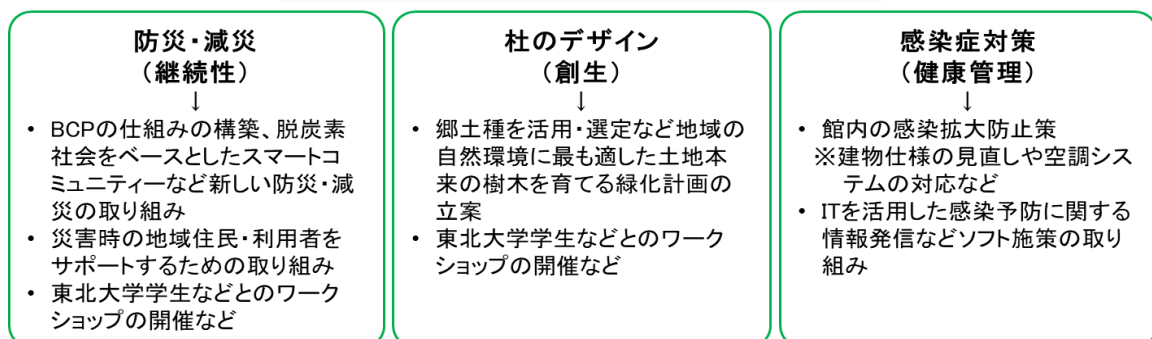 防災・減災
（継続性）
↓
• BCPの仕組みの構築、脱炭素
社会をベースとしたスマートコ
ミュニティーなど新しい防災・減
災の取り組み
• 災害時の地域住民・利用者を
サポートするための取り組み
• 東北大学学生などとのワーク
ショップの開催など
杜のデザイン
（創生）
↓
• 郷土種を活用・選定など地域の
自然環境に最も適した土地本
来の樹木を育てる緑化計画の
立案
• 東北大学学生などとのワーク
ショップの開催など
感染症対策
（健康管理）
↓
• 館内の感染拡大防止策
※建物仕様の見直しや空調シス
テムの対応など
• ITを活用した感染予防に関する
情報発信などソフト施策の取り
組み